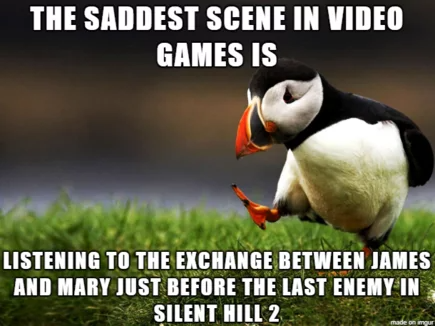 THE SADDEST SCENE IN VIDEO
GAMES IS
LISTENING TO THE EXCHANGE BETWEEN JAMES
AND MARY JUST BEFORE THE LAST ENEMY IN
SILENT HILL 2
made on imgur